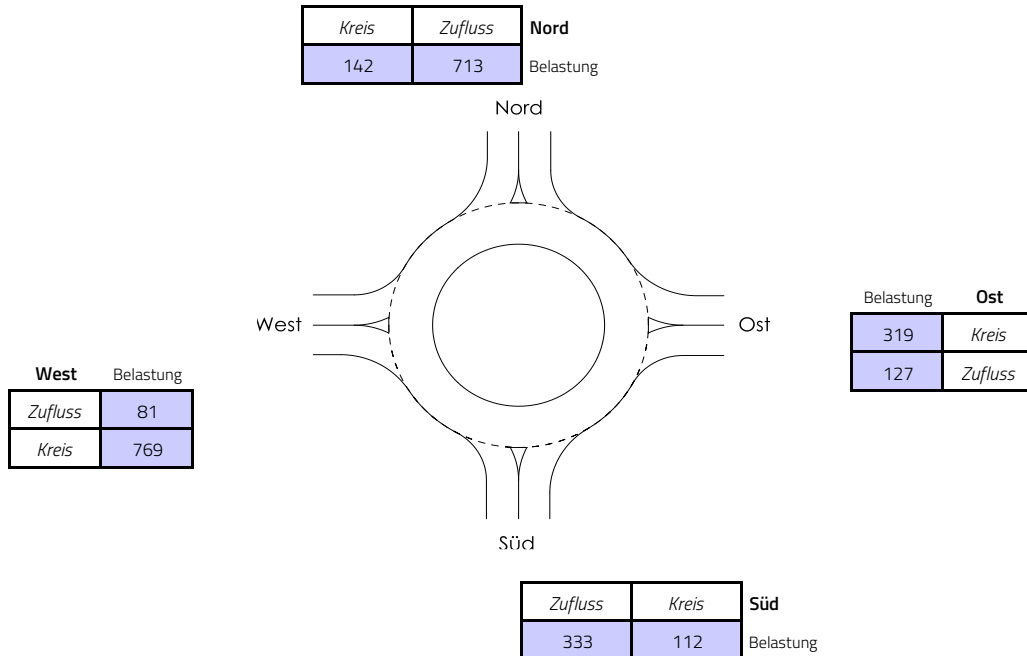 Kreis Zufluss Nord
142 713 Belastung
Nord
West
Ost
Belastung Ost
319 Kreis
127 Zufluss
West Belastung
Zufluss 81
Kreis 769
Süd
Zufluss Kreis Süd
333 112 Belastung